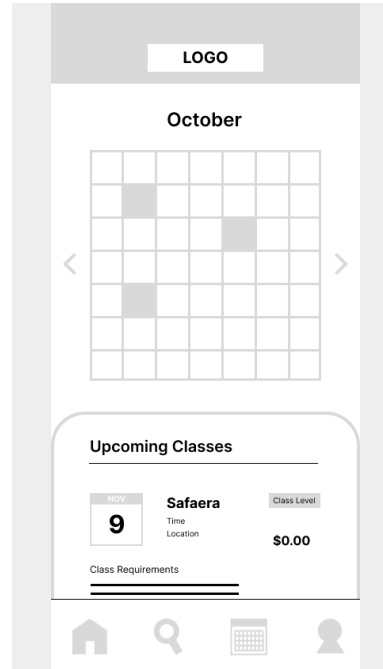 LOGO
October
Upcoming Classes
NOV
9
Safaera
Time
Location
Class Level
$0.00
Class Requirements